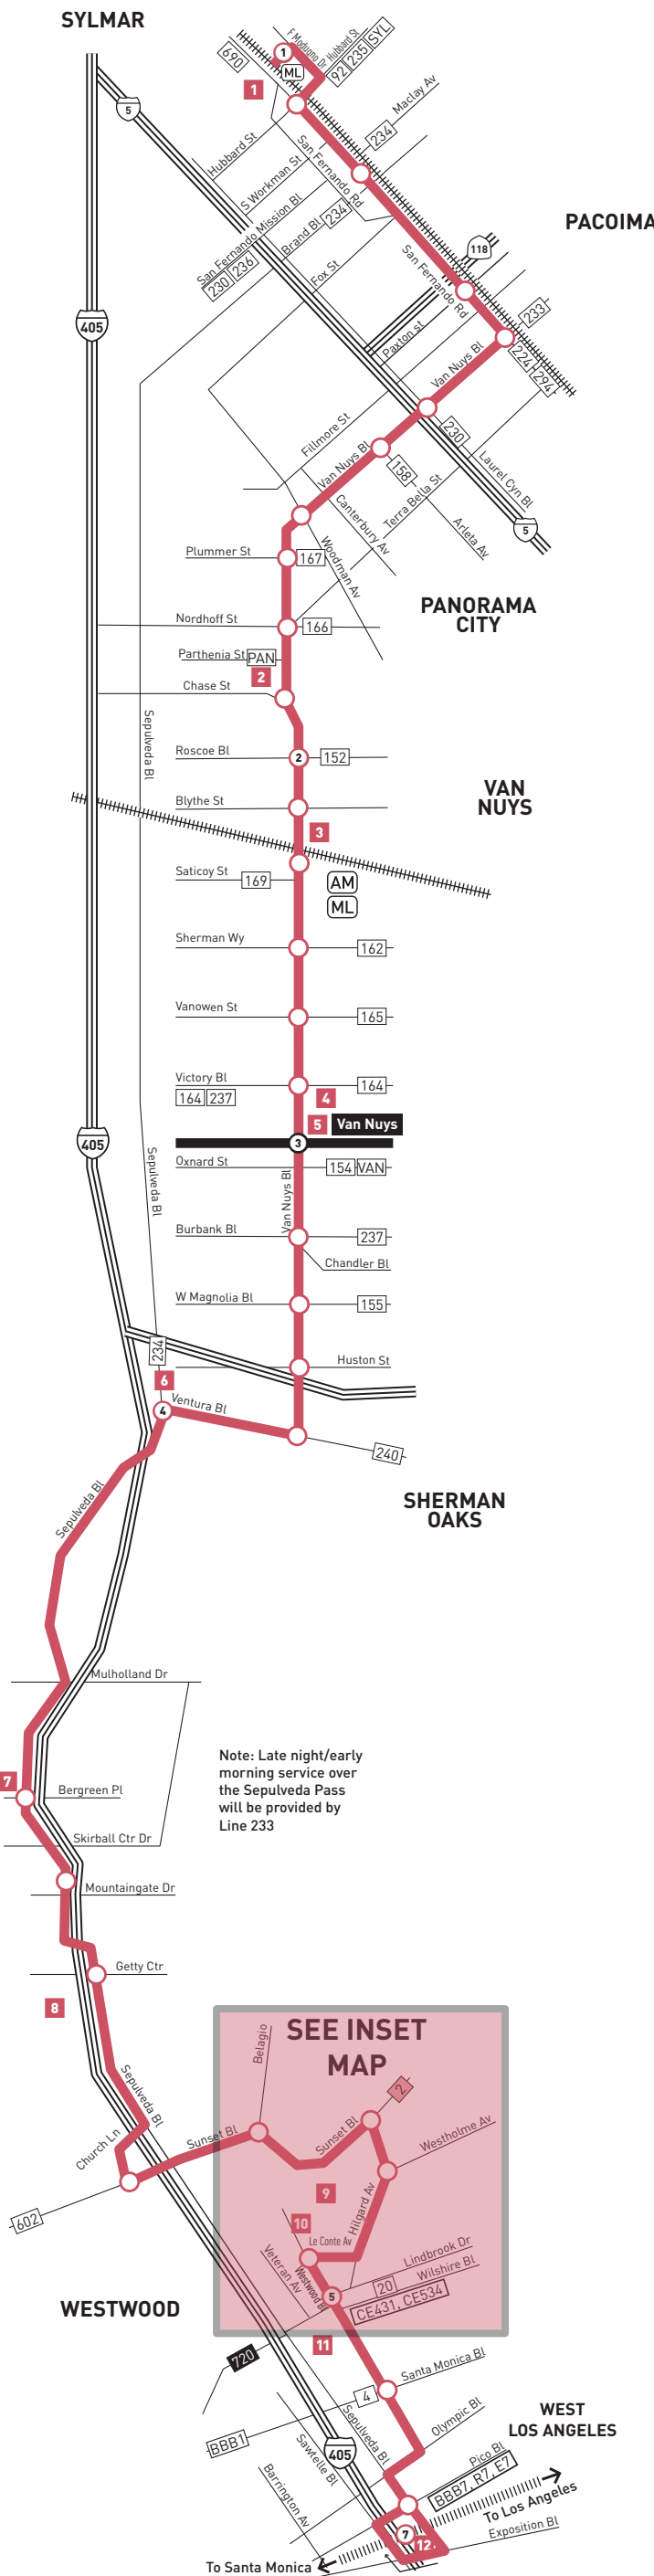 SYLMAR
F Modugno Dr
Hubbard St
92 235 SYL
690
1
ML
1
5
Maclay Av
234
Hubbard St
San Fernando Rd
S Workman St
San Fernando Mission Bl
230 236
Brand Bl 234
PACOIMA
118
San Fernando Rd
Fox St
233
Paxton st
224 294
Van Nuys Bl
230
Fillmore St
Laurel Cyn Bl
Van Nuys Bl
158
Terra Bella St
Canterbury Av
Arleta Av
5
405
Woodman Av
Plummer St
167
PANORAMA
CITY
Nordhoff St
166
Parthenia St PAN
2
Chase St
Sepulveda Bl
Roscoe Bl
2
152
VAN
NUYS
Blythe St
3
Saticoy St
169
AM
ML
Sherman Wy
162
Vanowen St
165
Victory Bl
164
164 237
4
5 Van Nuys
3
405
Oxnard St
154 VAN
Sepulveda Bl
Van Nuys Bl
Burbank Bl
237
Chandler Bl
W Magnolia Bl
155
234
Huston St
6
4
Ventura Bl
240
SHERMAN
OAKS
Sepulveda Bl
Mulholland Dr
Note: Late night/early
morning service over
the Sepulveda Pass
will be provided by
Line 233
7
Bergreen Pl
Skirball Ctr Dr
Mountaingate Dr
Getty Ctr
8
SEE INSET
MAP
Belagio
2
Sepulveda Bl
Church Ln
Sunset Bl
Sunset Bl
Westholme Av
602
9
Hilgard Av
10
Le Conte Av
Veteran Av
Westwood Bl
Lindbrook Dr
Wilshire Bl
20
5
CE431, CE534
WESTWOOD
11
720
Santa Monica Bl
4
BBB1
Olympic Bl
WEST
LOS ANGELES
Sepulveda Bl
405
Sawtelle Bl
Pico Bl
BBB7, R7, E7
Barrington Av
To Los Angeles
7
12
Exposition Bl
To Santa Monica